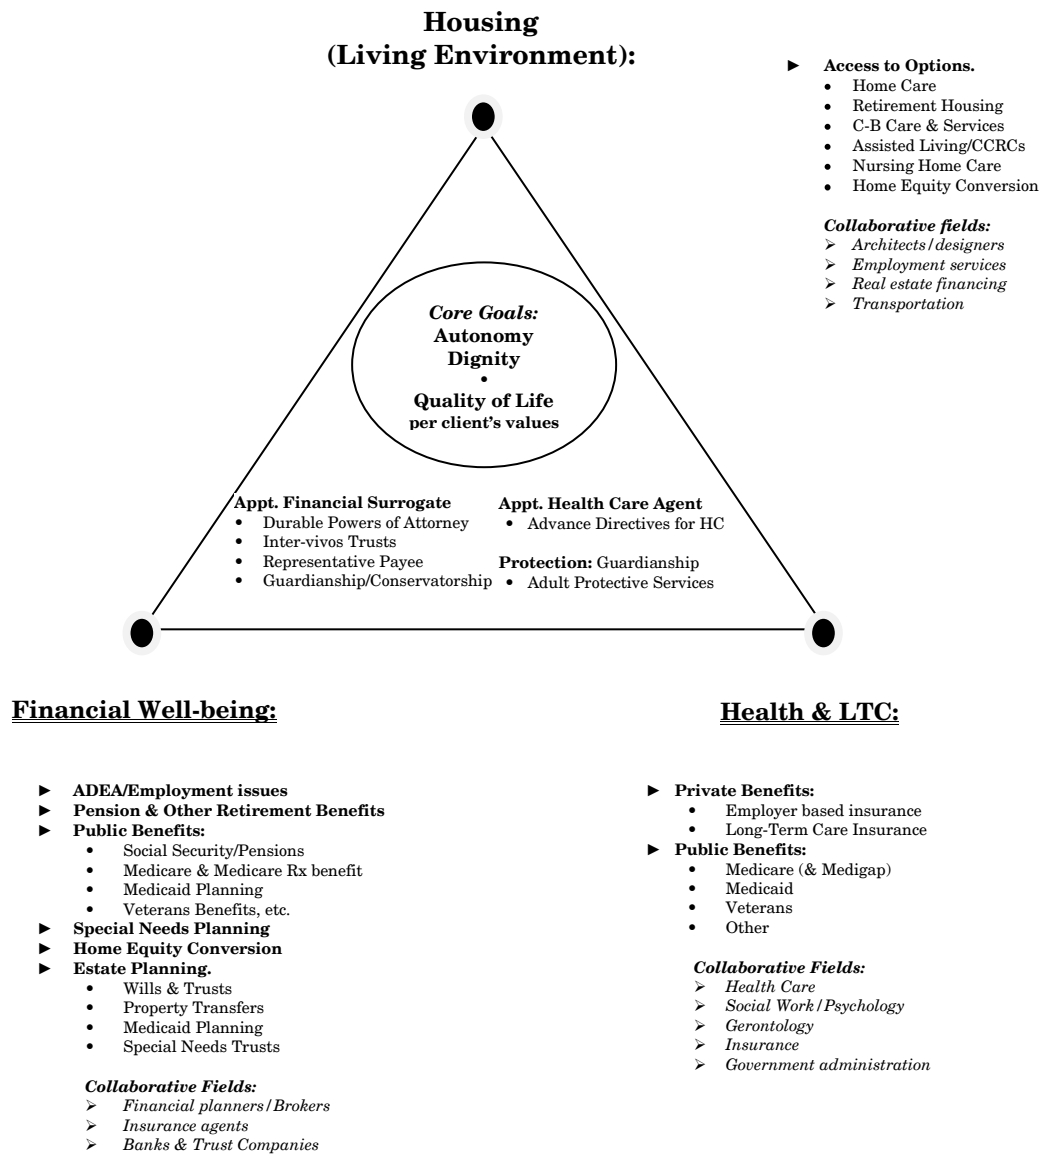 Housing
(Living Environment):
► Access to Options.
• Home Care
• Retirement Housing
• C-B Care & Services
• Assisted Living/CCRCs
• Nursing Home Care
• Home Equity Conversion
Collaborative fields:
➢ Architects/designers
➢ Employment services
➢ Real estate financing
➢ Transportation
Core Goals:
Autonomy
Dignity
•
Quality of Life
per client's values
Appt. Financial Surrogate
• Durable Powers of Attorney
• Inter-vivos Trusts
• Representative Payee
• Guardianship/Conservatorship
Appt. Health Care Agent
• Advance Directives for HC
Protection: Guardianship
• Adult Protective Services
Financial Well-being:
► ADEA/Employment issues
► Pension & Other Retirement Benefits
► Public Benefits:
• Social Security/Pensions
• Medicare & Medicare Rx benefit
• Medicaid Planning
• Veterans Benefits, etc.
► Special Needs Planning
► Home Equity Conversion
► Estate Planning.
• Wills & Trusts
• Property Transfers
• Medicaid Planning
• Special Needs Trusts
Collaborative Fields:
➢ Financial planners/Brokers
➢ Insurance agents
➢ Banks & Trust Companies
Health & LTC:
► Private Benefits:
• Employer based insurance
• Long-Term Care Insurance
► Public Benefits:
• Medicare (& Medigap)
• Medicaid
• Veterans
• Other
Collaborative Fields:
➢ Health Care
➢ Social Work/Psychology
➢ Gerontology
➢ Insurance
➢ Government administration